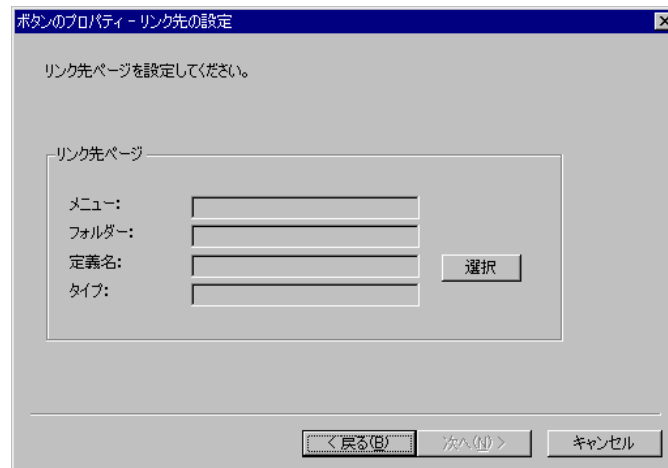 ボタンのプロパティ - リンク先の設定
リンク先ページを設定してください。
リンク先ページ
メニュー:
フォルダー:
定義名:
選択
タイプ:
< 戻る(B)
次へ(N) >
キャンセル